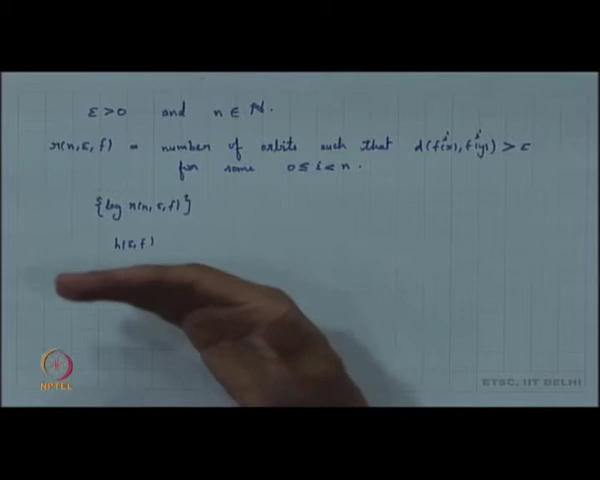 ε > 0 and n ∈ ℕ.
r(n, ε, f) = number of orbits such that d(fⁱ(x), fⁱ(y)) > ε
for some 0 ≤ i < n.
{log r(n, ε, f)}
h(ε, f)
NPTEL
ETSC, IIT DELHI